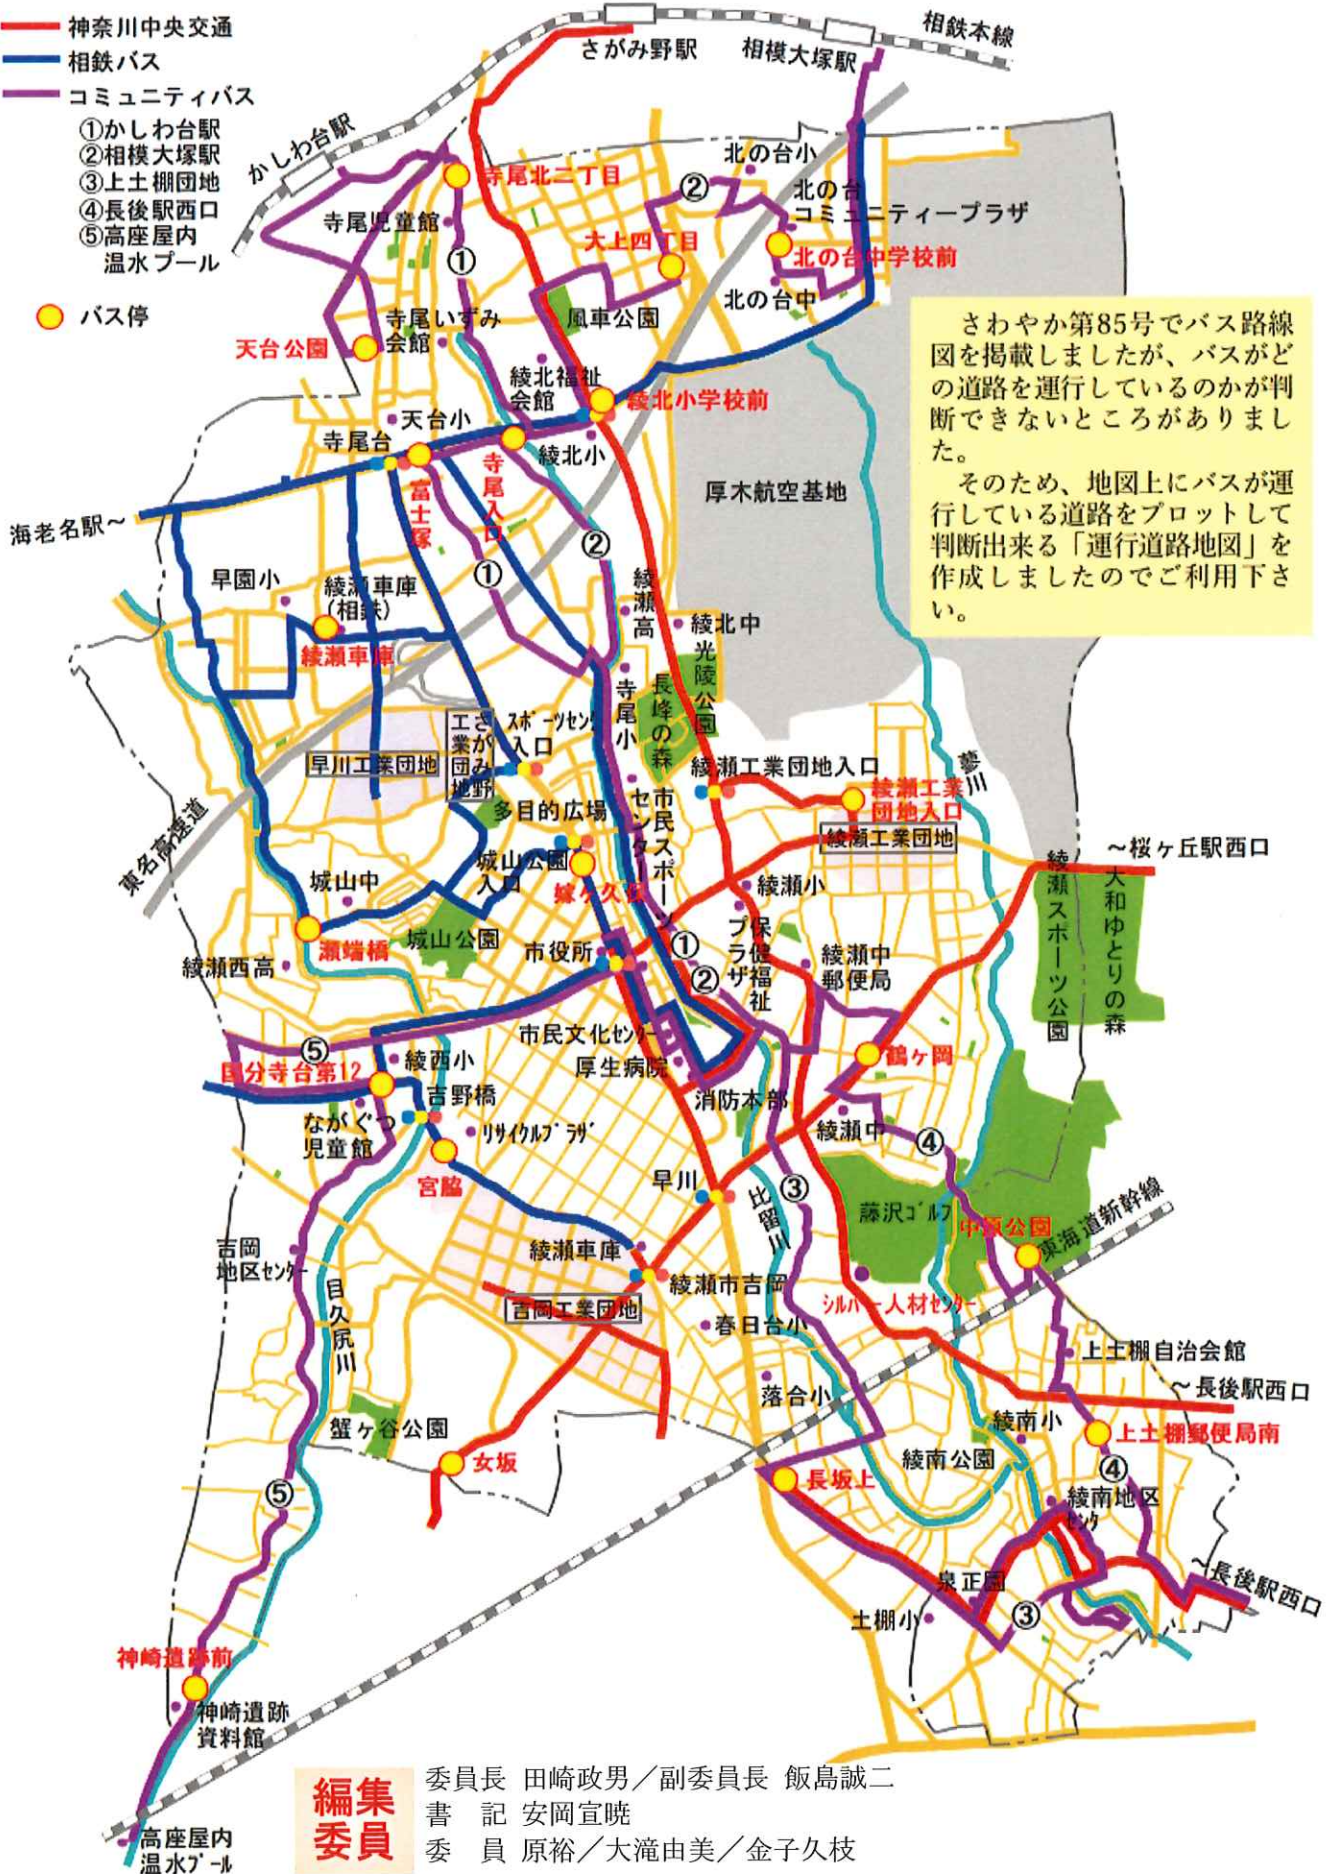 神奈川中央交通
相鉄バス
コミュニティバス
①かしわ台駅
②相模大塚駅
③上土棚団地
④長後駅西口
⑤高座屋内
温水プール
バス停
さがみ野駅
相模大塚駅
相鉄本線
かしわ台駅
寺尾北二丁目
寺尾児童館
①
②
北の台小
北の台
コミュニティープラザ
大上四丁目
北の台中学校前
北の台中
風車公園
寺尾いずみ
会館
天台公園
綾北福祉
会館
綾北小学校前
天台小
寺尾台
綾北小
富士塚
寺尾入口
海老名駅～
さわやか第85号でバス路線
図を掲載しましたが、バスがど
の道路を運行しているのかが判
断できないところがありまし
た。
そのため、地図上にバスが運
行している道路をプロットして
判断出来る「運行道路地図」を
作成しましたのでご利用下さ
い。
厚木航空基地
②
①
早園小
綾瀬車庫
(相鉄)
綾瀬車庫
綾瀬高
綾北中
光陵公園
長峰の森
寺尾小
さがみ野
工業団地
スポーツセンタ
入口
早川工業団地
綾瀬工業団地入口
綾瀬工業
団地入口
綾瀬工業団地
蓼川
東名高速道
多目的広場
市民スポーツ
センター
城山公園
入口
嫁ヶ久保
城山中
綾瀬小
～桜ヶ丘駅西口
綾瀬スポーツ公園
大和ゆとりの森
瀬端橋
城山公園
綾瀬西高
市役所
①
②
保健福祉
プラザ
綾瀬中
郵便局
市民文化センター
厚生病院
鶴ヶ岡
⑤
綾西小
国分寺台第12
吉野橋
消防本部
綾瀬中
④
ながぐつ
児童館
リサイクルプラザ
宮脇
早川
③
比留川
藤沢ゴルフ
中原公園
東海道新幹線
吉岡
地区センター
綾瀬車庫
綾瀬市吉岡
吉岡工業団地
シルバー人材センター
春日台小
目久尻川
上土棚自治会館
～長後駅西口
落合小
蟹ヶ谷公園
綾南小
上土棚郵便局南
女坂
長坂上
綾南公園
④
綾南地区
センタ
⑤
泉正園
～長後駅西口
土棚小
③
神崎遺跡前
神崎遺跡
資料館
高座屋内
温水プール
編集
委員
委員長 田崎政男／副委員長 飯島誠二
書　記 安岡宣暁
委　員 原裕／大滝由美／金子久枝